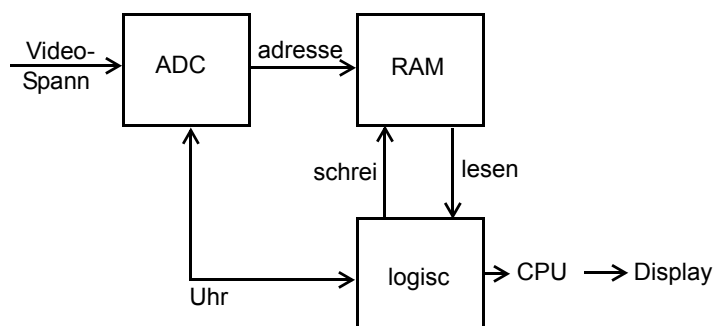 Video-
Spann
ADC
adresse
RAM
schrei
lesen
Uhr
logisc
CPU
Display